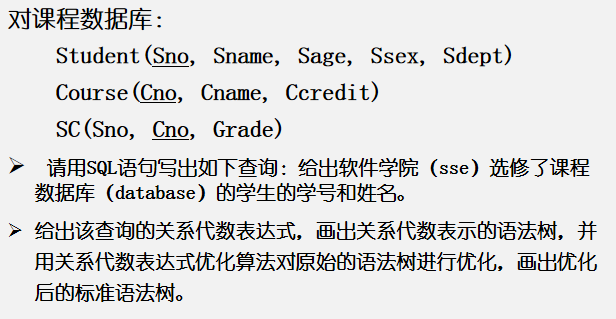 对课程数据库:
Student(Sno, Sname, Sage, Ssex, Sdept)
Course(Cno, Cname, Ccredit)
SC(Sno, Cno, Grade)
➢ 请用SQL语句写出如下查询: 给出软件学院 (sse) 选修了课程
数据库 (database) 的学生的学号和姓名。
➢ 给出该查询的关系代数表达式, 画出关系代数表示的语法树, 并
用关系代数表达式优化算法对原始的语法树进行优化, 画出优化
后的标准语法树。